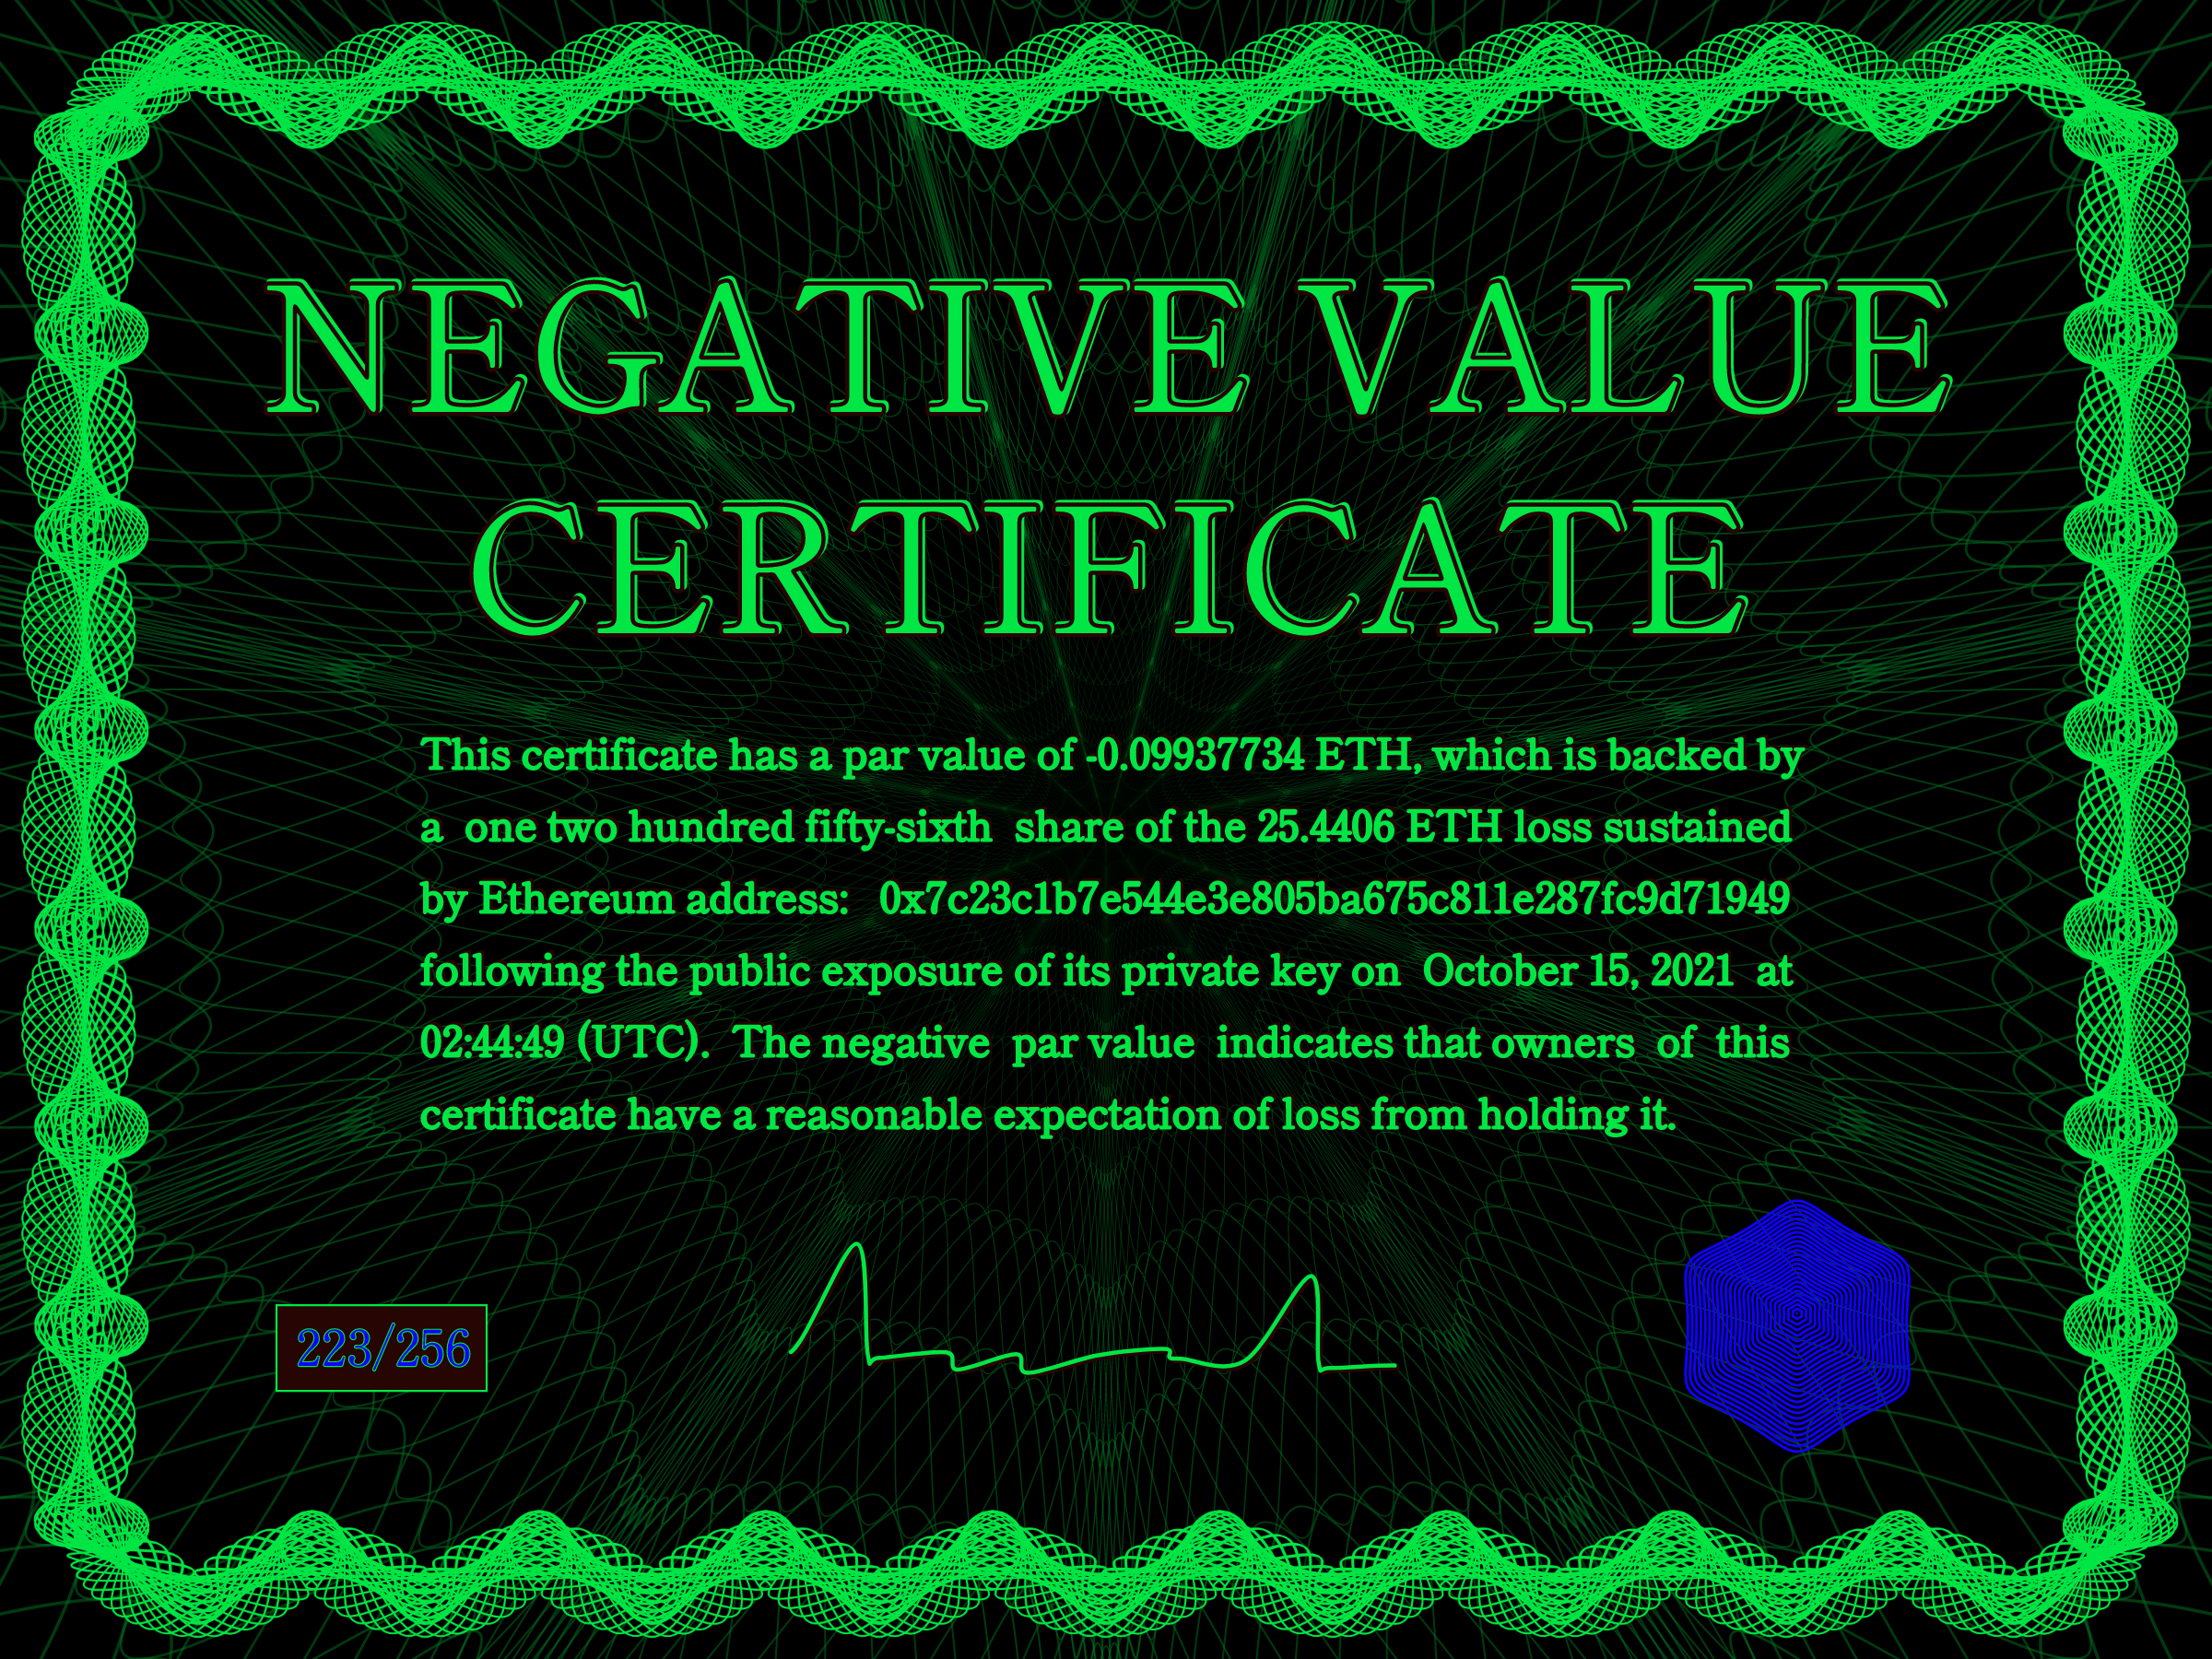 NEGATIVE VALUE
CERTIFICATE
This certificate has a par value of -0.09937734 ETH, which is backed by
a one two hundred fifty-sixth share of the 25.4406 ETH loss sustained
by Ethereum address: 0x7c23c1b7e544e3e805ba675c811e287fc9d71949
following the public exposure of its private key on October 15, 2021 at
02:44:49 (UTC). The negative par value indicates that owners of this
certificate have a reasonable expectation of loss from holding it.
223/256